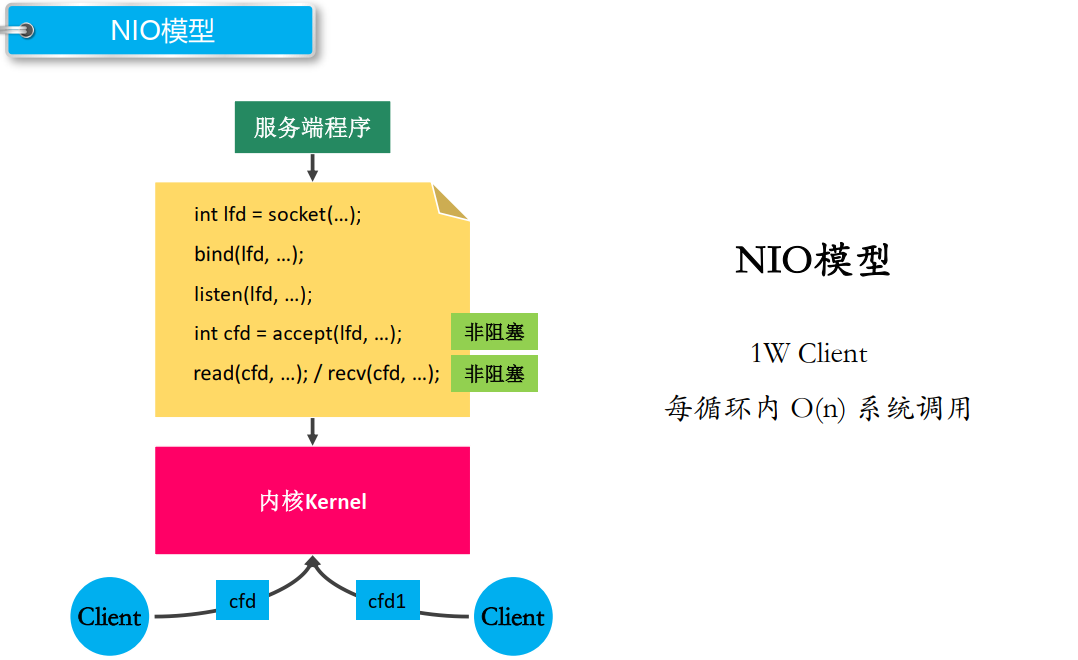 NIO模型
服务端程序
int lfd = socket(…);
bind(lfd, …);
listen(lfd, …);
int cfd = accept(lfd, …);
非阻塞
read(cfd, …); / recv(cfd, …);
非阻塞
内核Kernel
Client
cfd
cfd1
Client
NIO模型
1W Client
每循环内 O(n) 系统调用